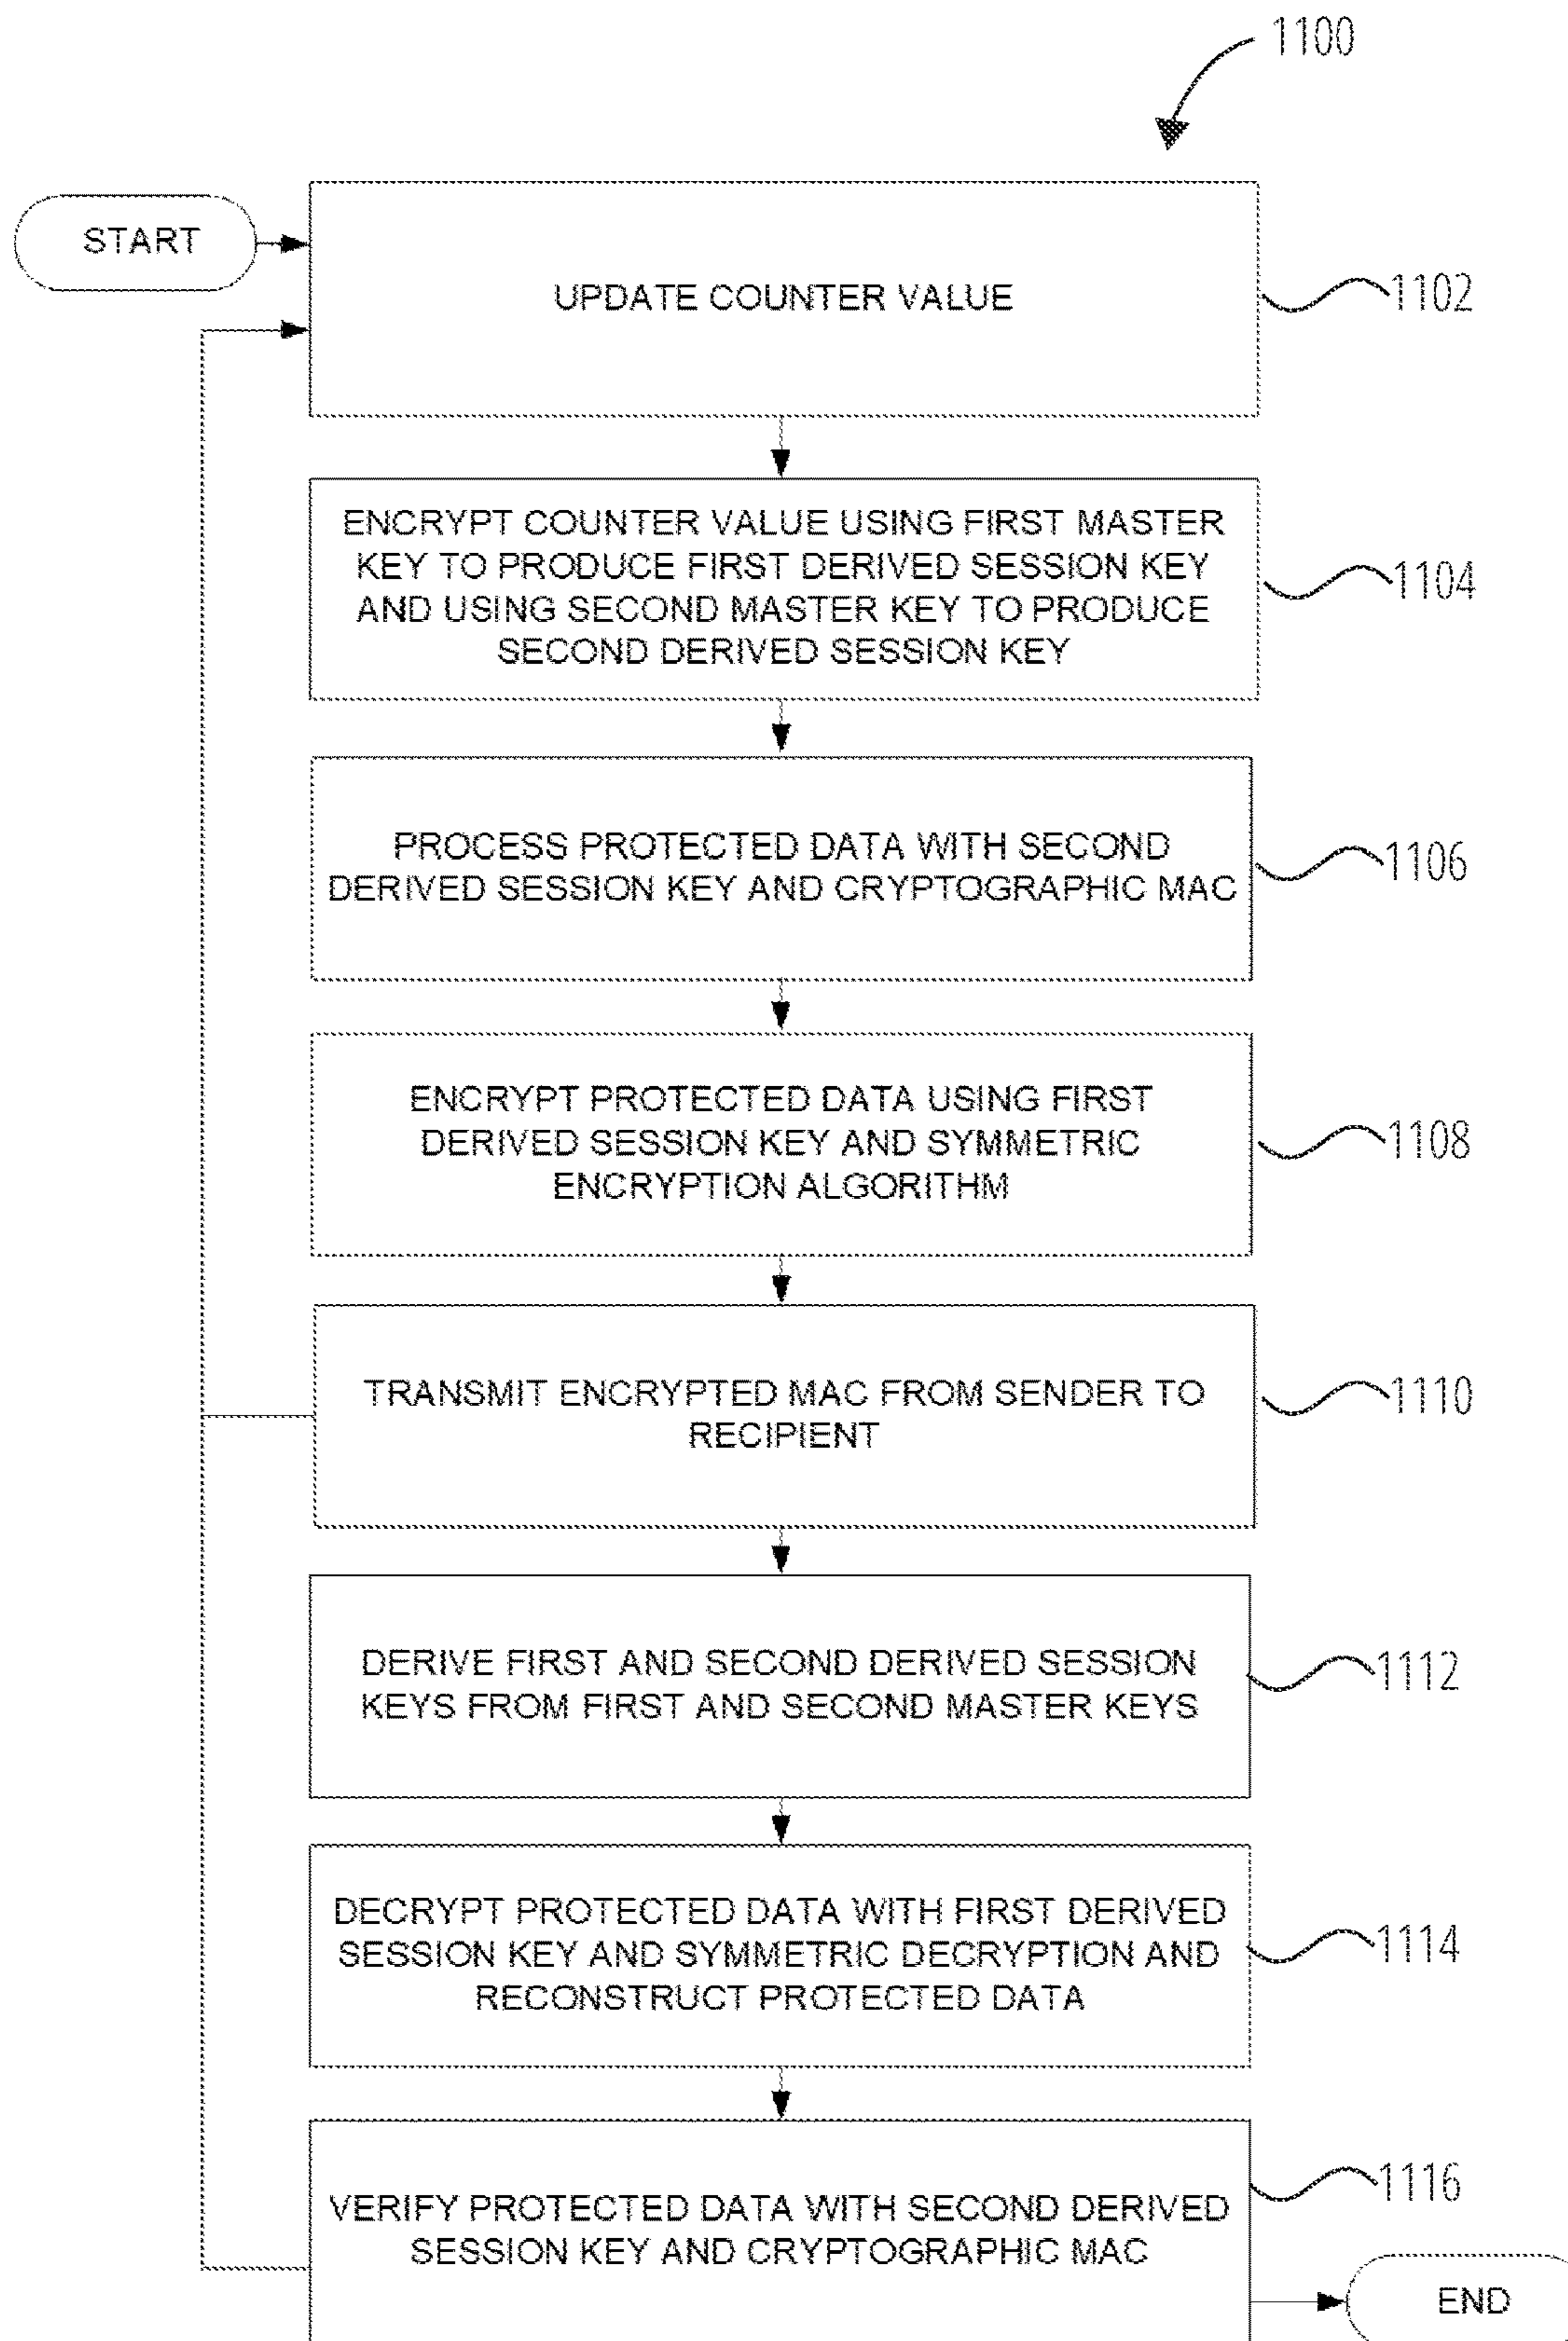 1100
START
UPDATE COUNTER VALUE
1102
ENCRYPT COUNTER VALUE USING FIRST MASTER
KEY TO PRODUCE FIRST DERIVED SESSION KEY
AND USING SECOND MASTER KEY TO PRODUCE
SECOND DERIVED SESSION KEY
1104
PROCESS PROTECTED DATA WITH SECOND
DERIVED SESSION KEY AND CRYPTOGRAPHIC MAC
1106
ENCRYPT PROTECTED DATA USING FIRST
DERIVED SESSION KEY AND SYMMETRIC
ENCRYPTION ALGORITHM
1108
TRANSMIT ENCRYPTED MAC FROM SENDER TO
RECIPIENT
1110
DERIVE FIRST AND SECOND DERIVED SESSION
KEYS FROM FIRST AND SECOND MASTER KEYS
1112
DECRYPT PROTECTED DATA WITH FIRST DERIVED
SESSION KEY AND SYMMETRIC DECRYPTION AND
RECONSTRUCT PROTECTED DATA
1114
VERIFY PROTECTED DATA WITH SECOND DERIVED
SESSION KEY AND CRYPTOGRAPHIC MAC
1116
END